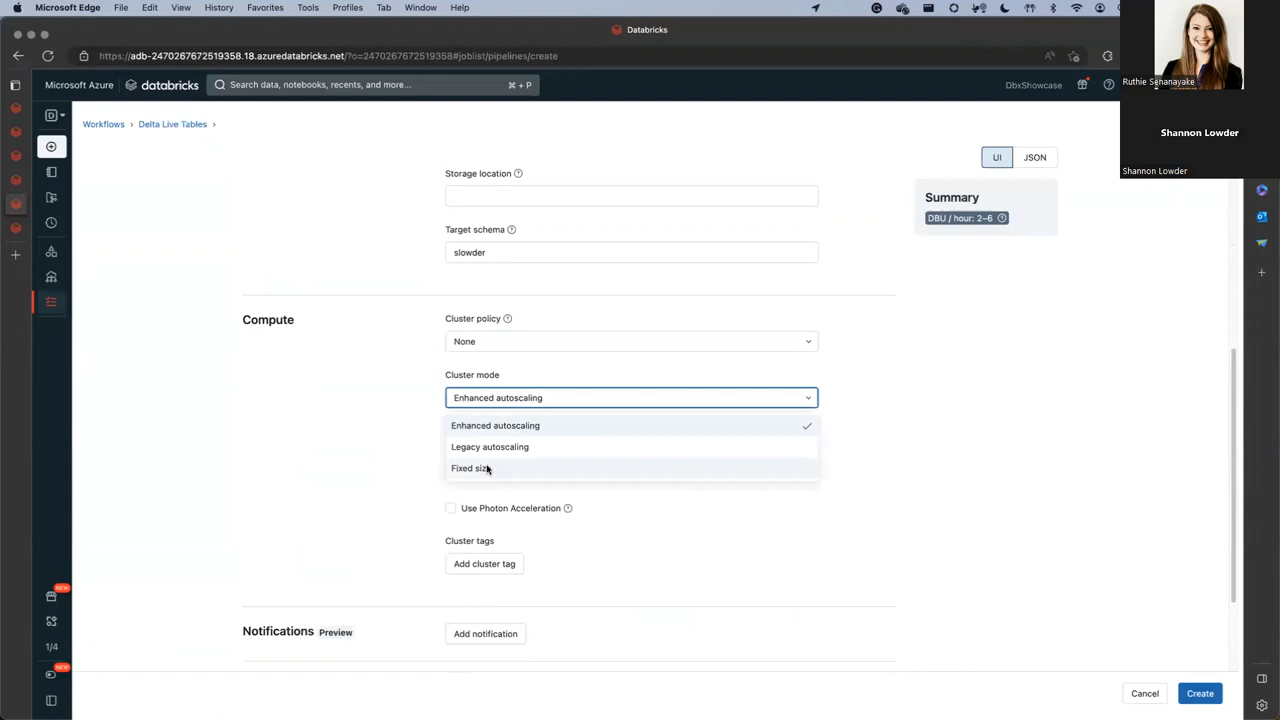 Microsoft Edge File Edit View History Favorites Tools Profiles Tab Window Help
Databricks
https://adb-2470267672519358.18.azuredatabricks.net/?o=2470267672519358#joblist/pipelines/create
Microsoft Azure databricks Search data, notebooks, recents, and more... ⌘ + P DbxShowcase
Ruthie Senanayake
Shannon Lowder
Shannon Lowder
Workflows › Delta Live Tables ›
UI JSON
Storage location
Summary
DBU / hour: 2–6
Target schema
slowder
Compute
Cluster policy
None
Cluster mode
Enhanced autoscaling
Enhanced autoscaling
Legacy autoscaling
Fixed size
Use Photon Acceleration
Cluster tags
Add cluster tag
NEW
Notifications Preview
Add notification
1/4
NEW
Cancel Create